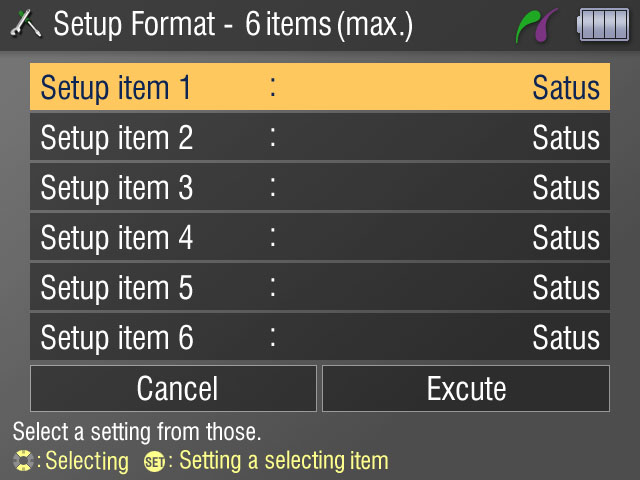 Setup Format - 6 items (max.)
Setup item 1 : Satus
Setup item 2 : Satus
Setup item 3 : Satus
Setup item 4 : Satus
Setup item 5 : Satus
Setup item 6 : Satus
Cancel Excute
Select a setting from those.
: Selecting SET : Setting a selecting item